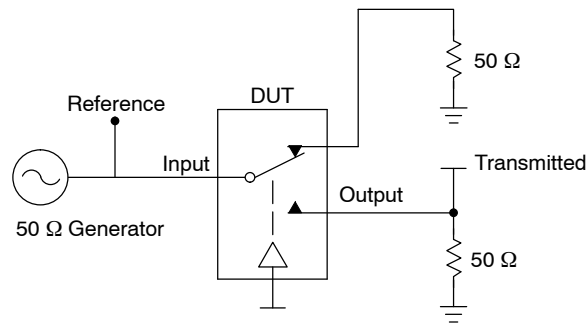 50 Ω
DUT
Reference
Input
Transmitted
Output
50 Ω Generator
50 Ω